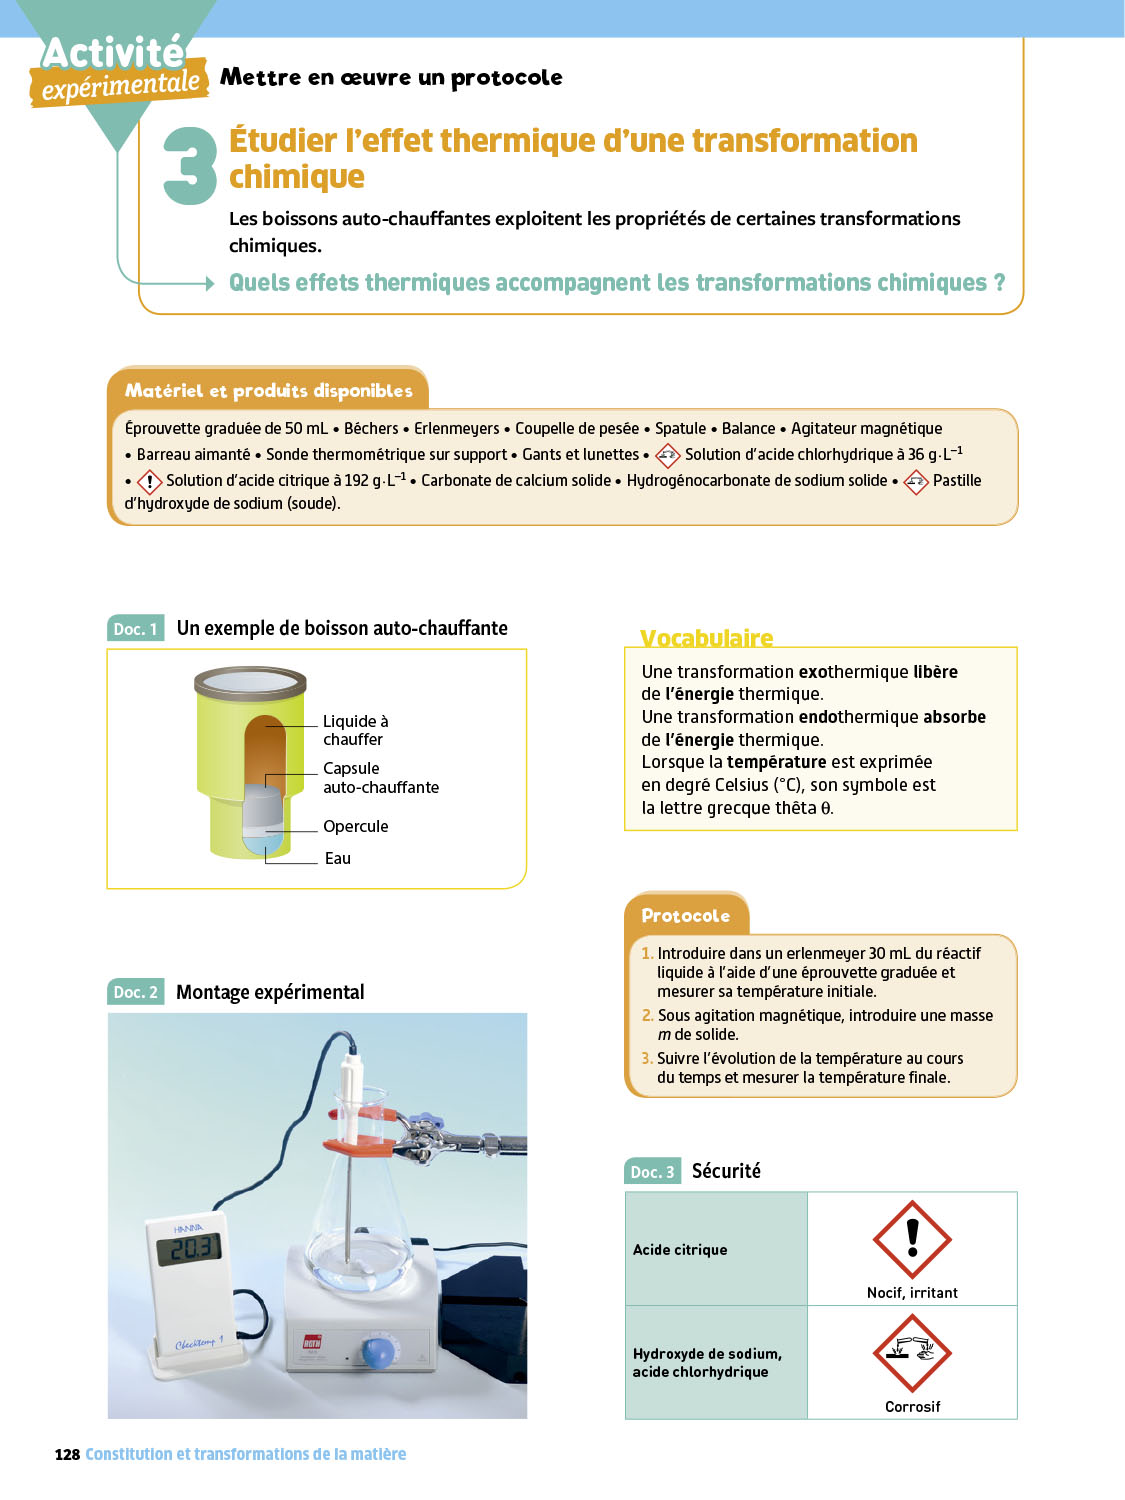 Activité
expérimentale
Mettre en œuvre un protocole
3
Étudier l'effet thermique d'une transformation
chimique
Les boissons auto-chauffantes exploitent les propriétés de certaines transformations
chimiques.
Quels effets thermiques accompagnent les transformations chimiques ?
Matériel et produits disponibles
Éprouvette graduée de 50 mL • Béchers • Erlenmeyers • Coupelle de pesée • Spatule • Balance • Agitateur magnétique
• Barreau aimanté • Sonde thermométrique sur support • Gants et lunettes • Solution d'acide chlorhydrique à 36 g·L⁻¹
• Solution d'acide citrique à 192 g·L⁻¹ • Carbonate de calcium solide • Hydrogénocarbonate de sodium solide • Pastille
d'hydroxyde de sodium (soude).
Doc. 1 Un exemple de boisson auto-chauffante
Liquide à
chauffer
Capsule
auto-chauffante
Opercule
Eau
Doc. 2 Montage expérimental
HANNA
20.3
Checktemp 1
ROTH
Vocabulaire
Une transformation exothermique libère
de l'énergie thermique.
Une transformation endothermique absorbe
de l'énergie thermique.
Lorsque la température est exprimée
en degré Celsius (°C), son symbole est
la lettre grecque thêta θ.
Protocole
1. Introduire dans un erlenmeyer 30 mL du réactif
liquide à l'aide d'une éprouvette graduée et
mesurer sa température initiale.
2. Sous agitation magnétique, introduire une masse
m de solide.
3. Suivre l'évolution de la température au cours
du temps et mesurer la température finale.
Doc. 3 Sécurité
Acide citrique
Nocif, irritant
Hydroxyde de sodium,
acide chlorhydrique
Corrosif
128 Constitution et transformations de la matière